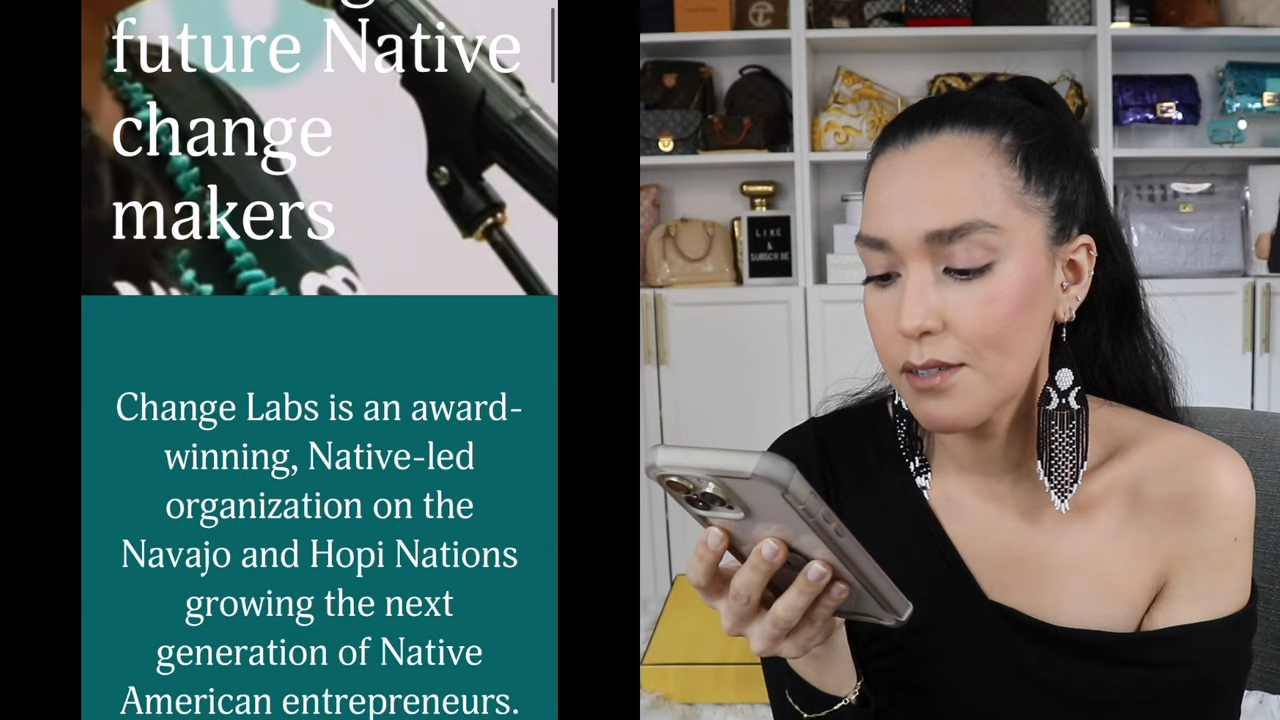 future Native
change
makers
Change Labs is an award-
winning, Native-led
organization on the
Navajo and Hopi Nations
growing the next
generation of Native
American entrepreneurs.
LIKE
&
SUBSCRIBE